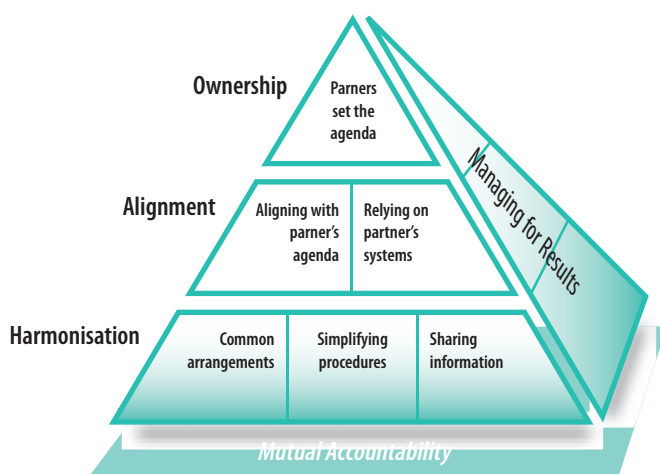 Ownership
Parners
set the
agenda
Managing for Results
Alignment
Aligning with
parner's
agenda
Relying on
partner's
systems
Harmonisation
Common
arrangements
Simplifying
procedures
Sharing
information
Mutual Accountability